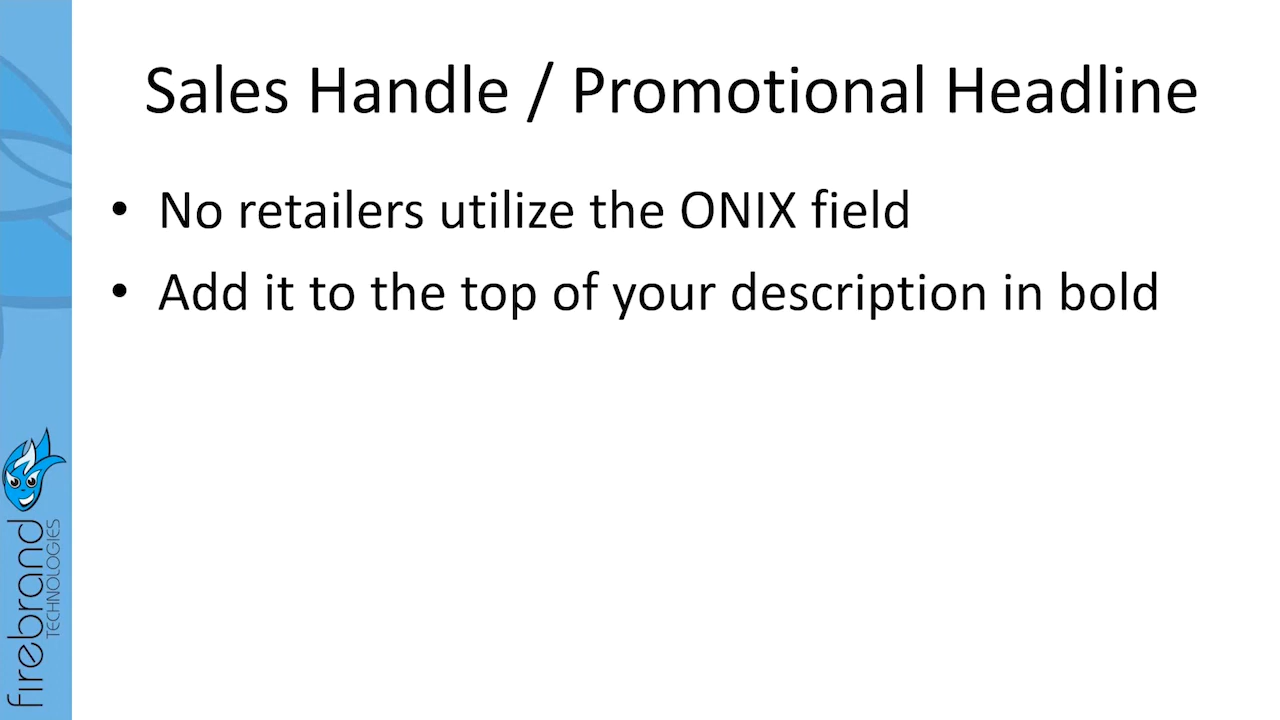 Sales Handle / Promotional Headline
• No retailers utilize the ONIX field
• Add it to the top of your description in bold
firebrand
TECHNOLOGIES